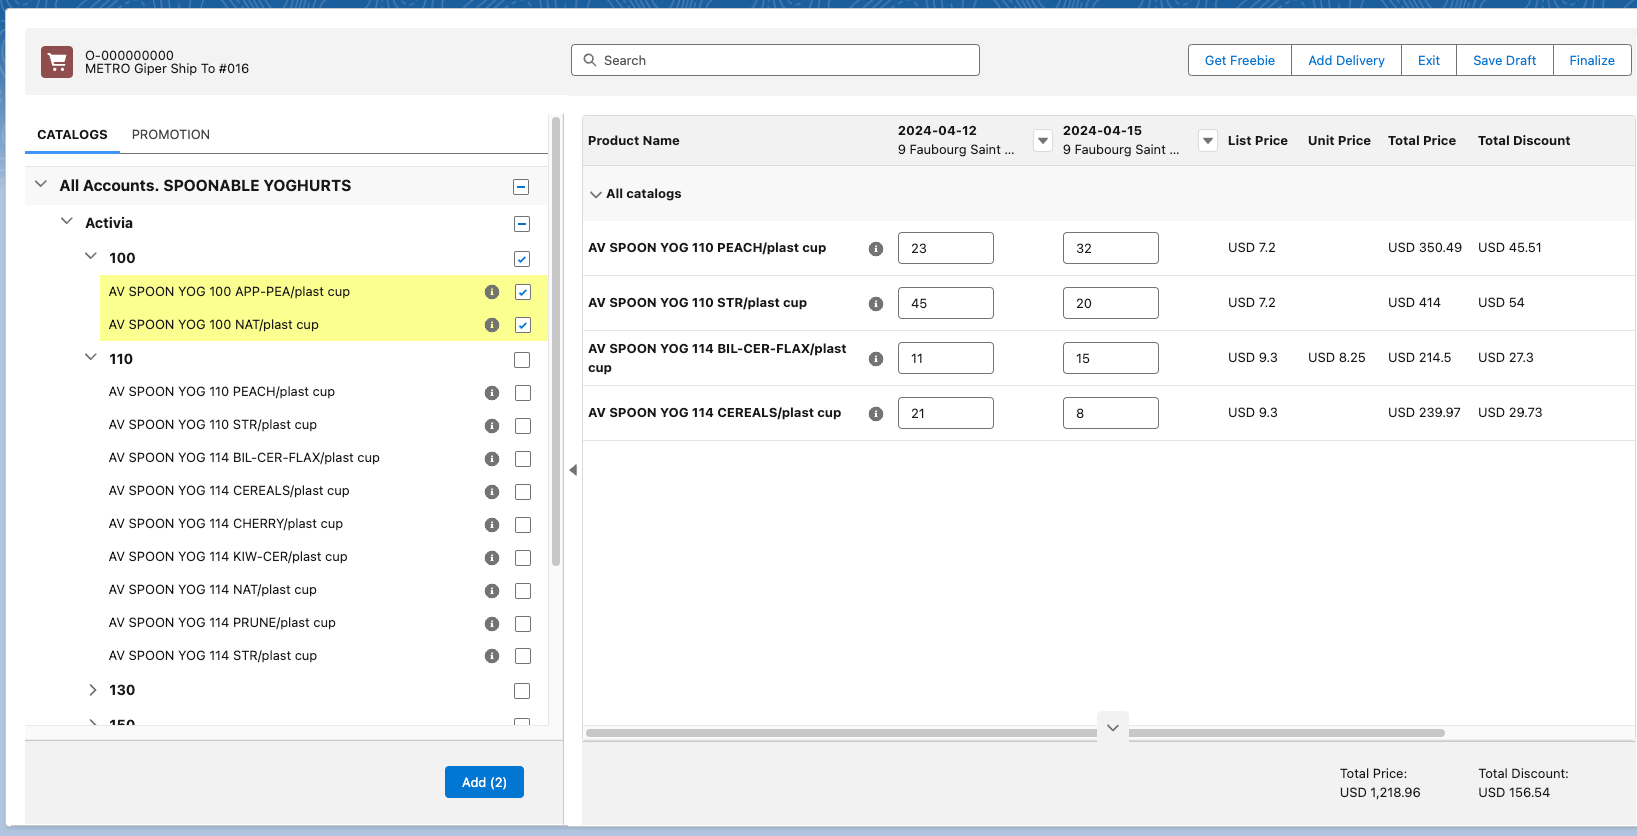 O-000000000
METRO Giper Ship To #016
Search
Get Freebie
Add Delivery
Exit
Save Draft
Finalize
CATALOGS
PROMOTION
All Accounts. SPOONABLE YOGHURTS
Activia
100
AV SPOON YOG 100 APP-PEA/plast cup
AV SPOON YOG 100 NAT/plast cup
110
AV SPOON YOG 110 PEACH/plast cup
AV SPOON YOG 110 STR/plast cup
AV SPOON YOG 114 BIL-CER-FLAX/plast cup
AV SPOON YOG 114 CEREALS/plast cup
AV SPOON YOG 114 CHERRY/plast cup
AV SPOON YOG 114 KIW-CER/plast cup
AV SPOON YOG 114 NAT/plast cup
AV SPOON YOG 114 PRUNE/plast cup
AV SPOON YOG 114 STR/plast cup
130
150
Add (2)
Product Name
2024-04-12
9 Faubourg Saint ...
2024-04-15
9 Faubourg Saint ...
List Price
Unit Price
Total Price
Total Discount
All catalogs
AV SPOON YOG 110 PEACH/plast cup 23 32 USD 7.2 USD 350.49 USD 45.51
AV SPOON YOG 110 STR/plast cup 45 20 USD 7.2 USD 414 USD 54
AV SPOON YOG 114 BIL-CER-FLAX/plast
cup
11 15 USD 9.3 USD 8.25 USD 214.5 USD 27.3
AV SPOON YOG 114 CEREALS/plast cup 21 8 USD 9.3 USD 239.97 USD 29.73
Total Price:
USD 1,218.96
Total Discount:
USD 156.54